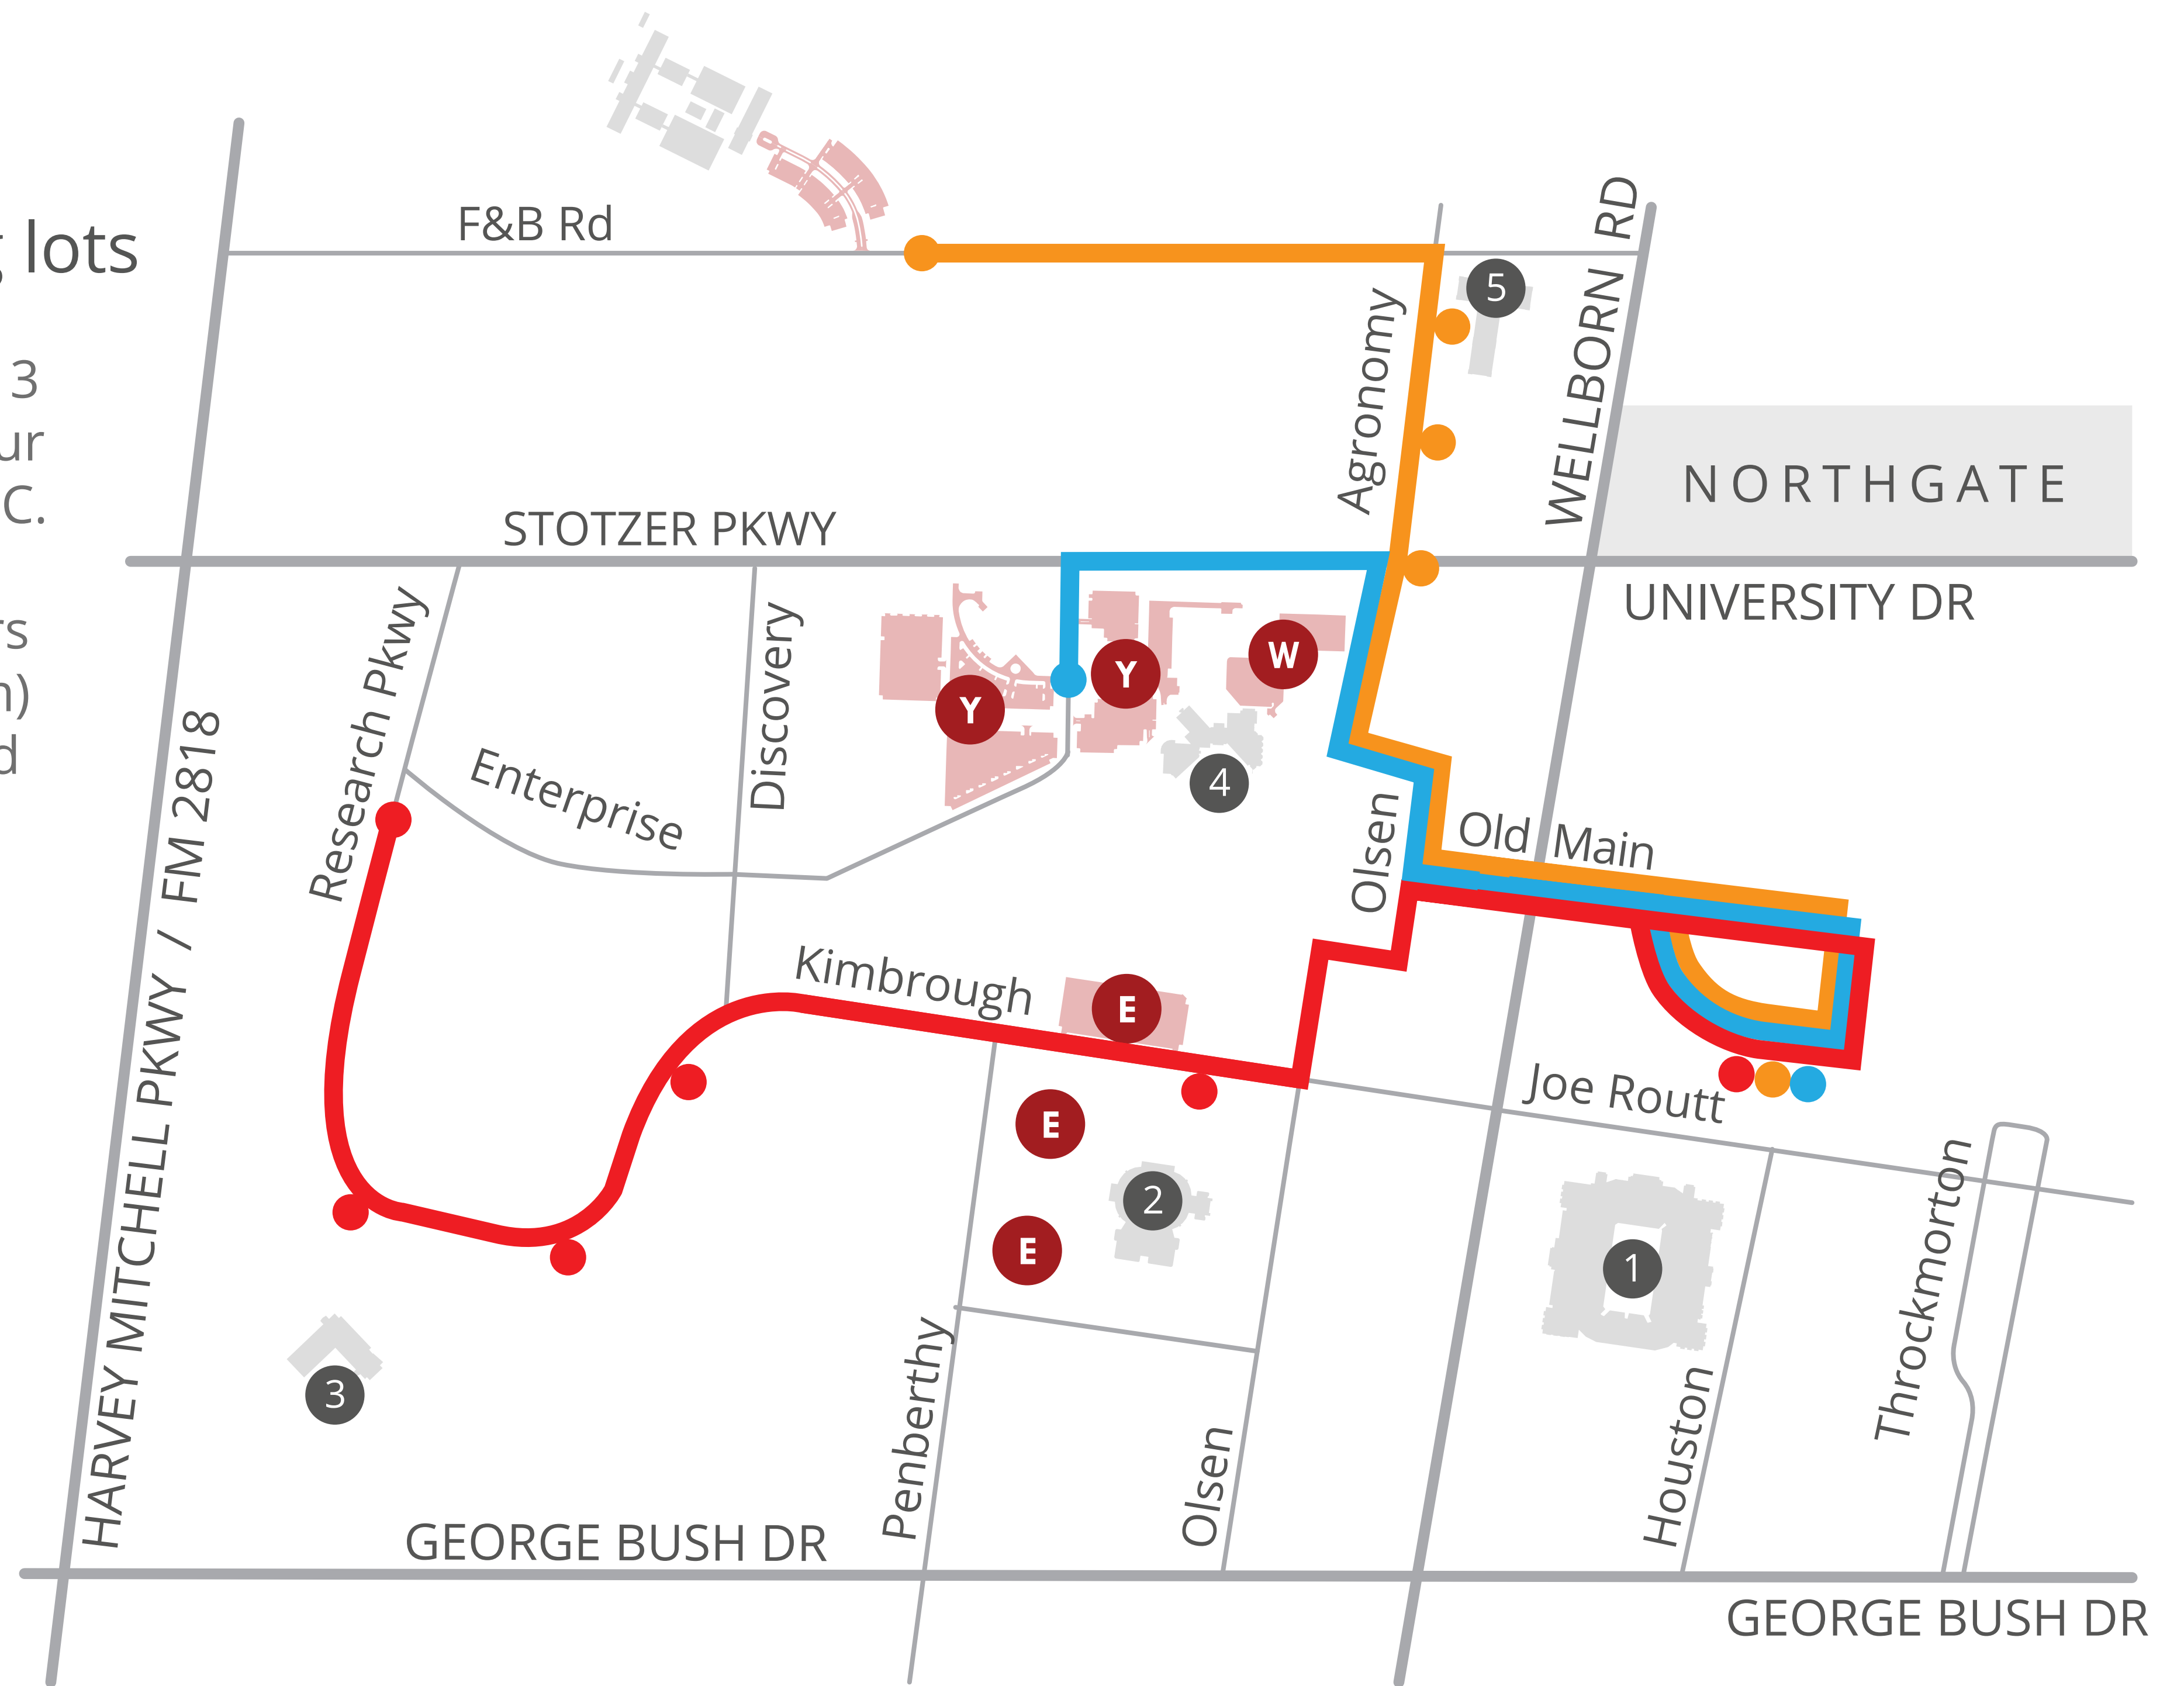 lots
3
ur
C.
n)
d
F&B Rd
WELLBORN RD
5
Agronomy
NORTHGATE
STOTZER PKWY
UNIVERSITY DR
Research Pkwy
Discovery
Y
Y
W
4
Enterprise
HARVEY MITCHELL PKWY / FM 2818
Olsen
Old Main
Kimbrough
E
Joe Routt
E
2
E
1
Throckmorton
3
Penberthy
Olsen
Houston
GEORGE BUSH DR
GEORGE BUSH DR